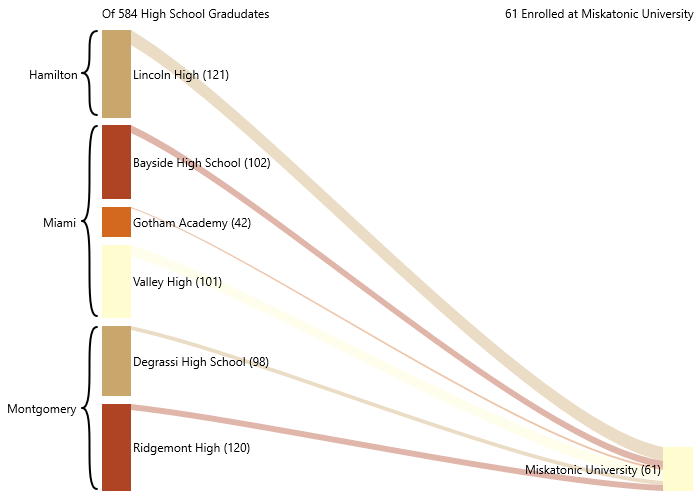 Of 584 High School Gradudates
61 Enrolled at Miskatonic University
Hamilton
Lincoln High (121)
Bayside High School (102)
Miami
Gotham Academy (42)
Valley High (101)
Degrassi High School (98)
Montgomery
Ridgemont High (120)
Miskatonic University (61)